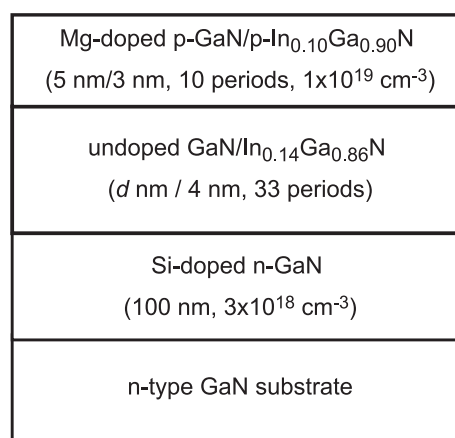 Mg-doped p-GaN/p-In₀.₁₀Ga₀.₉₀N
(5 nm/3 nm, 10 periods, 1x10¹⁹ cm⁻³)
undoped GaN/In₀.₁₄Ga₀.₈₆N
(d nm / 4 nm, 33 periods)
Si-doped n-GaN
(100 nm, 3x10¹⁸ cm⁻³)
n-type GaN substrate